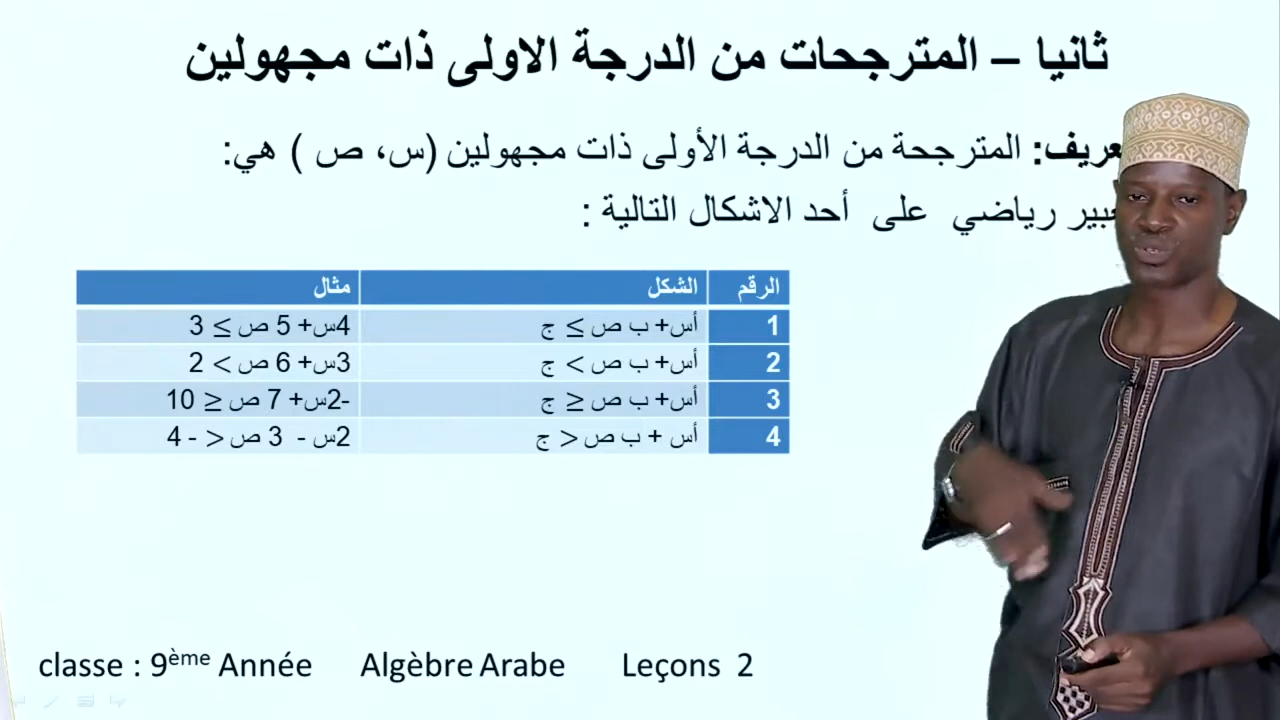 ثانيا – المترجحات من الدرجة الاولى ذات مجهولين
المترجحة من الدرجة الأولى ذات مجهولين (س، ص ) هي:
رياضي على أحد الاشكال التالية :
الرقم الشكل مثال
1 أس+ ب ص ≥ ج 4س+ 5 ص ≥ 3
2 أس+ ب ص > ج 3س+ 6 ص > 2
3 أس+ ب ص ≤ ج -2س+ 7 ص ≤ 10
4 أس + ب ص < ج 2س - 3 ص < - 4
classe : 9ème Année Algèbre Arabe Leçons 2